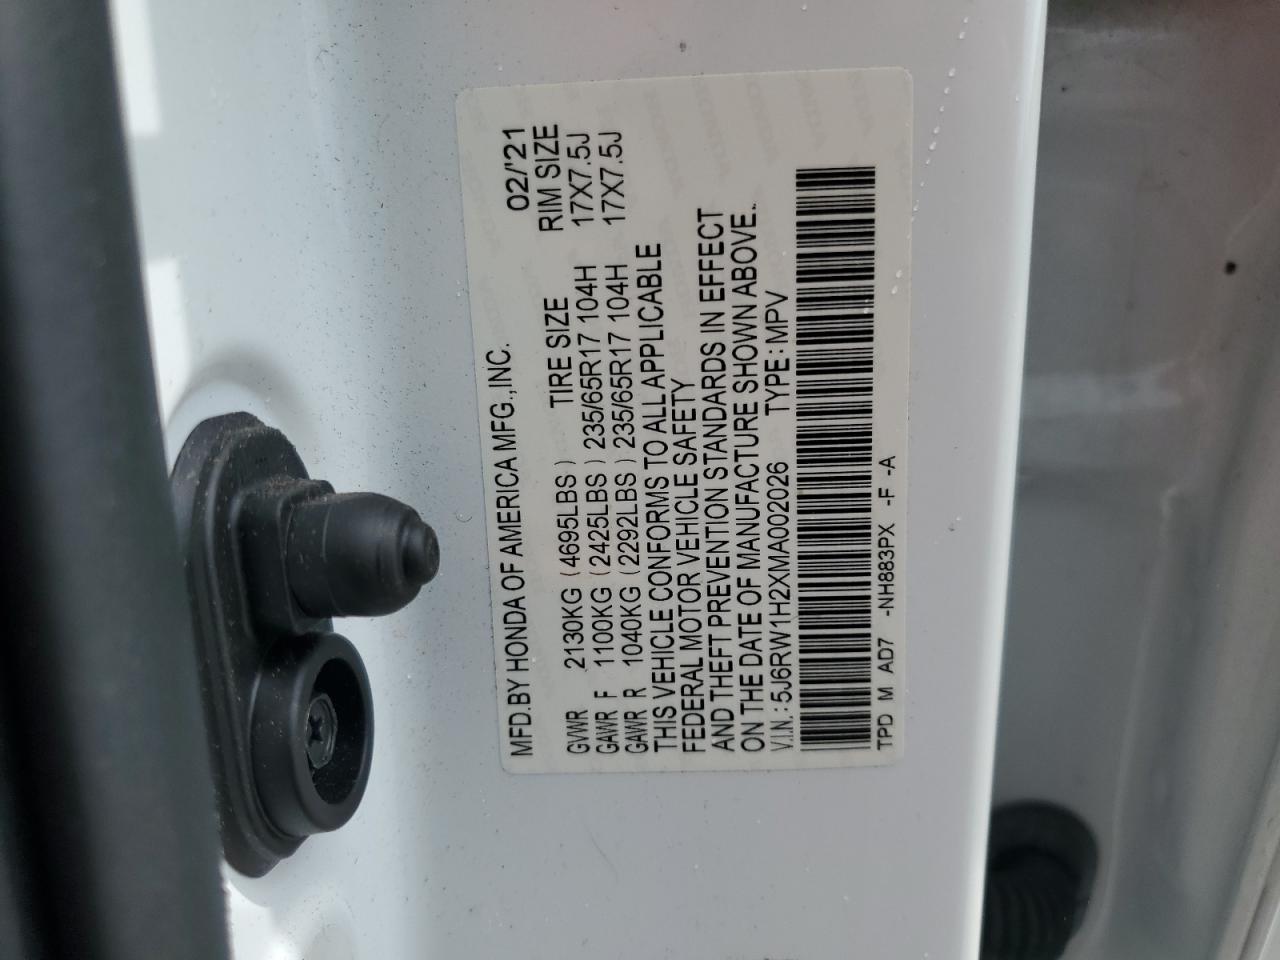 MFD.BY HONDA OF AMERICA MFG.,INC. 02/'21
TIRE SIZE RIM SIZE
GVWR 2130KG (4695LBS)
GAWR F 1100KG (2425LBS) 235/65R17 104H 17X7.5J
GAWR R 1040KG (2292LBS) 235/65R17 104H 17X7.5J
THIS VEHICLE CONFORMS TO ALL APPLICABLE
FEDERAL MOTOR VEHICLE SAFETY
AND THEFT PREVENTION STANDARDS IN EFFECT
ON THE DATE OF MANUFACTURE SHOWN ABOVE..
V.I.N.: 5J6RW1H2XMA002026 TYPE: MPV
TPD M AD7 -NH883PX -F -A